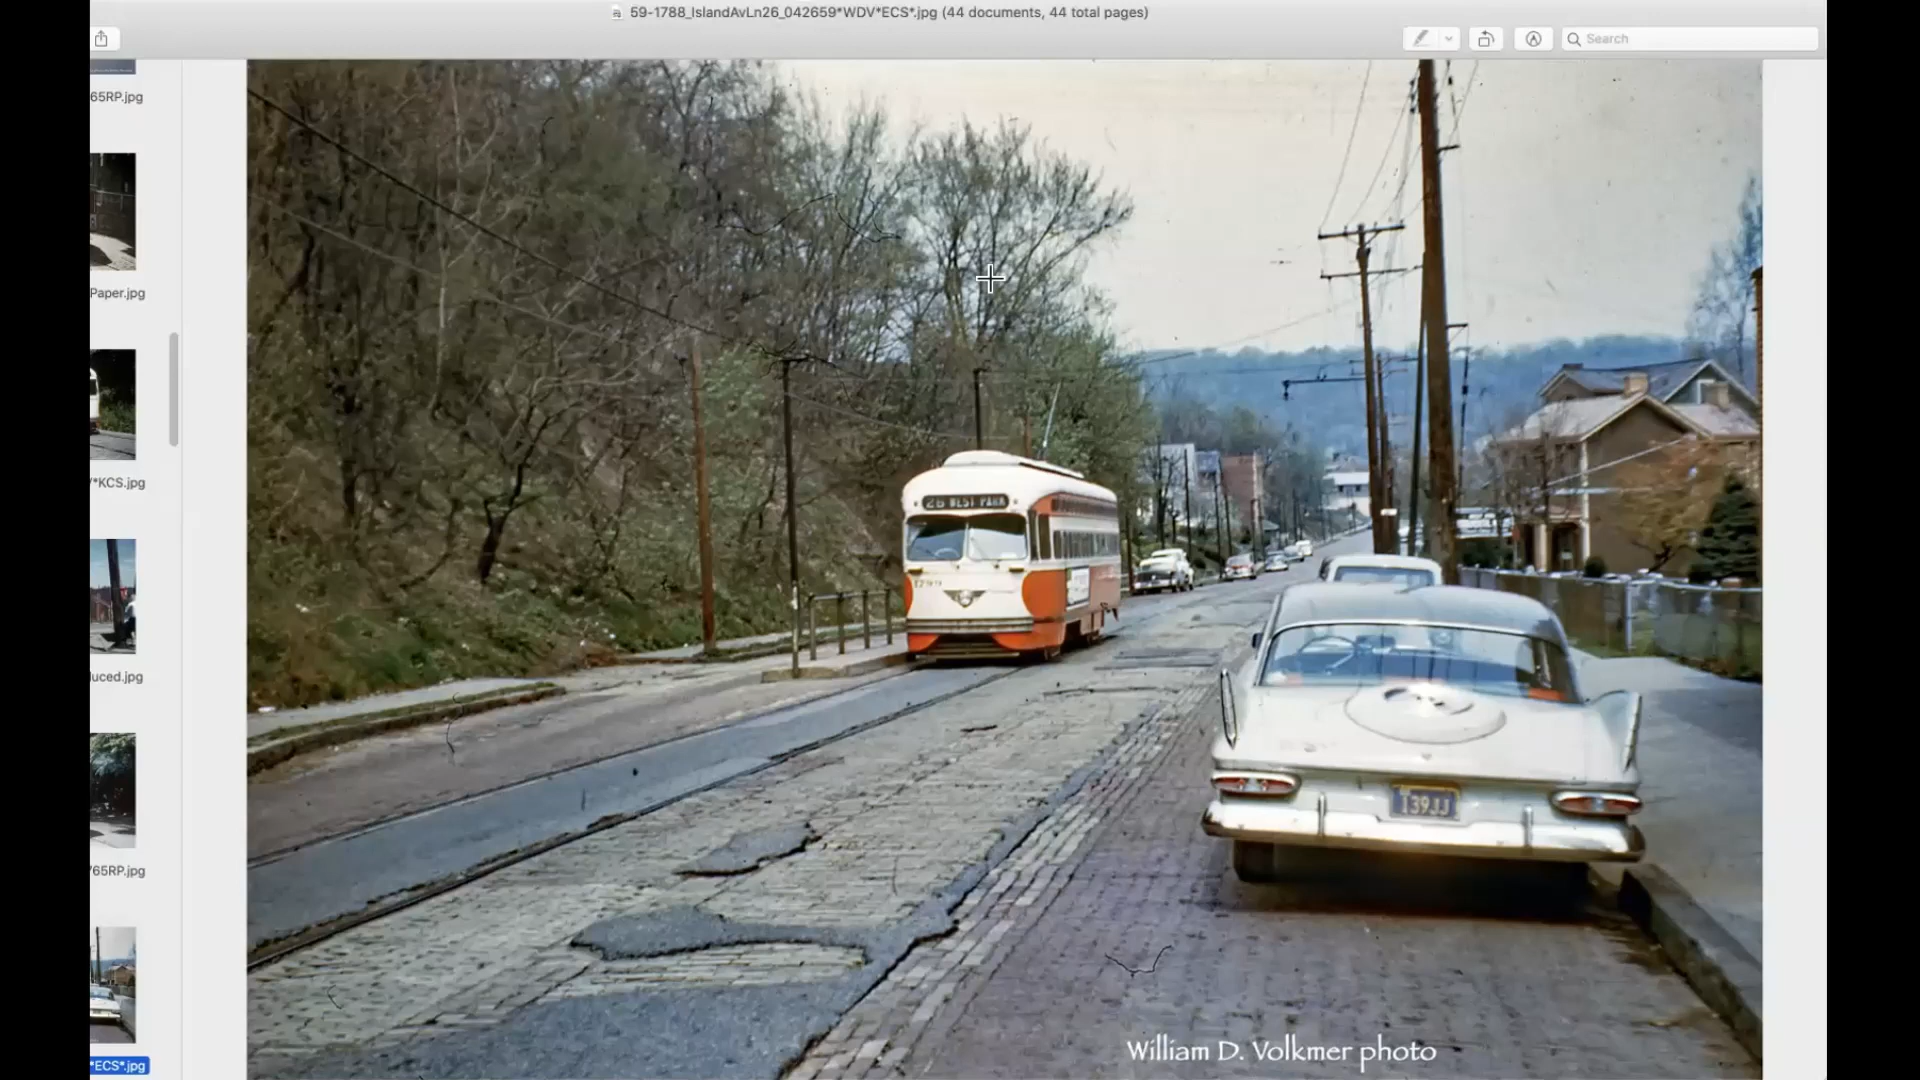 59-1788_IslandAvLn26_042659*WDV*ECS*.jpg (44 documents, 44 total pages)
Search
65RP.jpg
Paper.jpg
/*KCS.jpg
uced.jpg
'65RP.jpg
*ECS*.jpg
26 WEST PARK
139JJ
William D. Volkmer photo